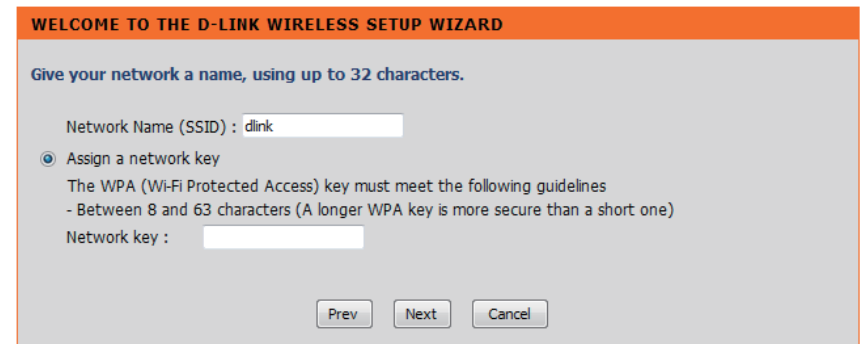 WELCOME TO THE D-LINK WIRELESS SETUP WIZARD
Give your network a name, using up to 32 characters.
Network Name (SSID) : dlink
Assign a network key
The WPA (Wi-Fi Protected Access) key must meet the following guidelines
- Between 8 and 63 characters (A longer WPA key is more secure than a short one)
Network key :
Prev Next Cancel